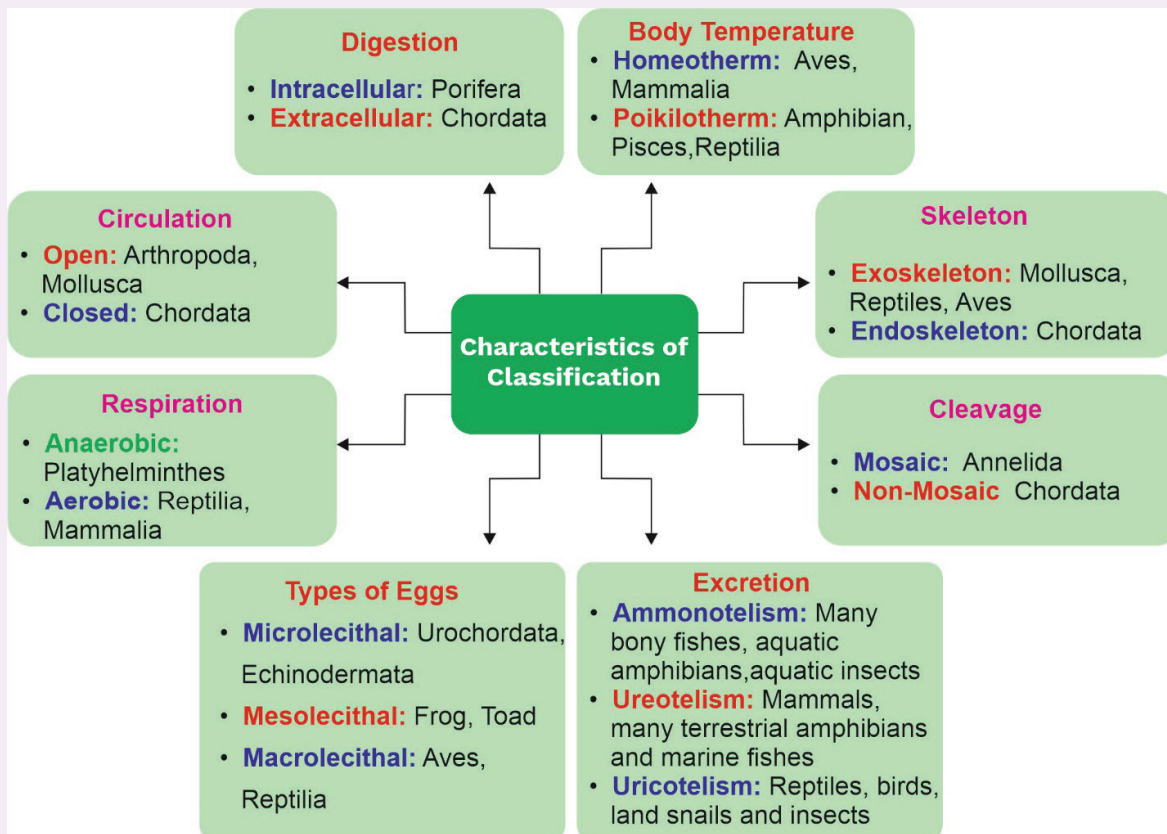 Digestion
• Intracellular: Porifera
• Extracellular: Chordata
Body Temperature
• Homeotherm: Aves,
Mammalia
• Poikilotherm: Amphibian,
Pisces,Reptilia
Circulation
• Open: Arthropoda,
Mollusca
• Closed: Chordata
Skeleton
• Exoskeleton: Mollusca,
Reptiles, Aves
• Endoskeleton: Chordata
Characteristics of
Classification
Respiration
• Anaerobic:
Platyhelminthes
• Aerobic: Reptilia,
Mammalia
Cleavage
• Mosaic: Annelida
• Non-Mosaic Chordata
Types of Eggs
• Microlecithal: Urochordata,
Echinodermata
• Mesolecithal: Frog, Toad
• Macrolecithal: Aves,
Reptilia
Excretion
• Ammonotelism: Many
bony fishes, aquatic
amphibians,aquatic insects
• Ureotelism: Mammals,
many terrestrial amphibians
and marine fishes
• Uricotelism: Reptiles, birds,
land snails and insects